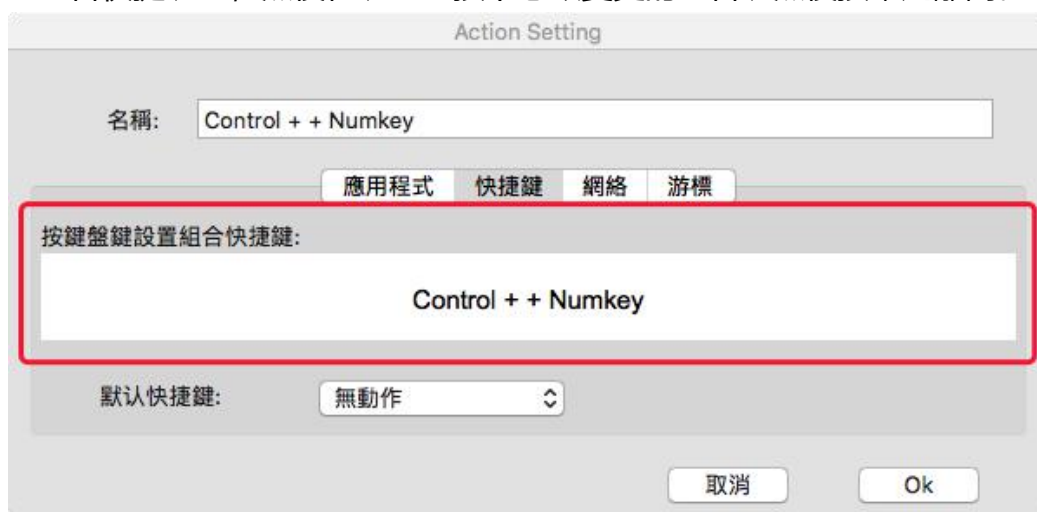 Action Setting
名稱: Control + + Numkey
應用程式 快捷鍵 網絡 游標
按鍵盤鍵設置組合快捷鍵:
Control + + Numkey
默认快捷鍵: 無動作
取消 Ok